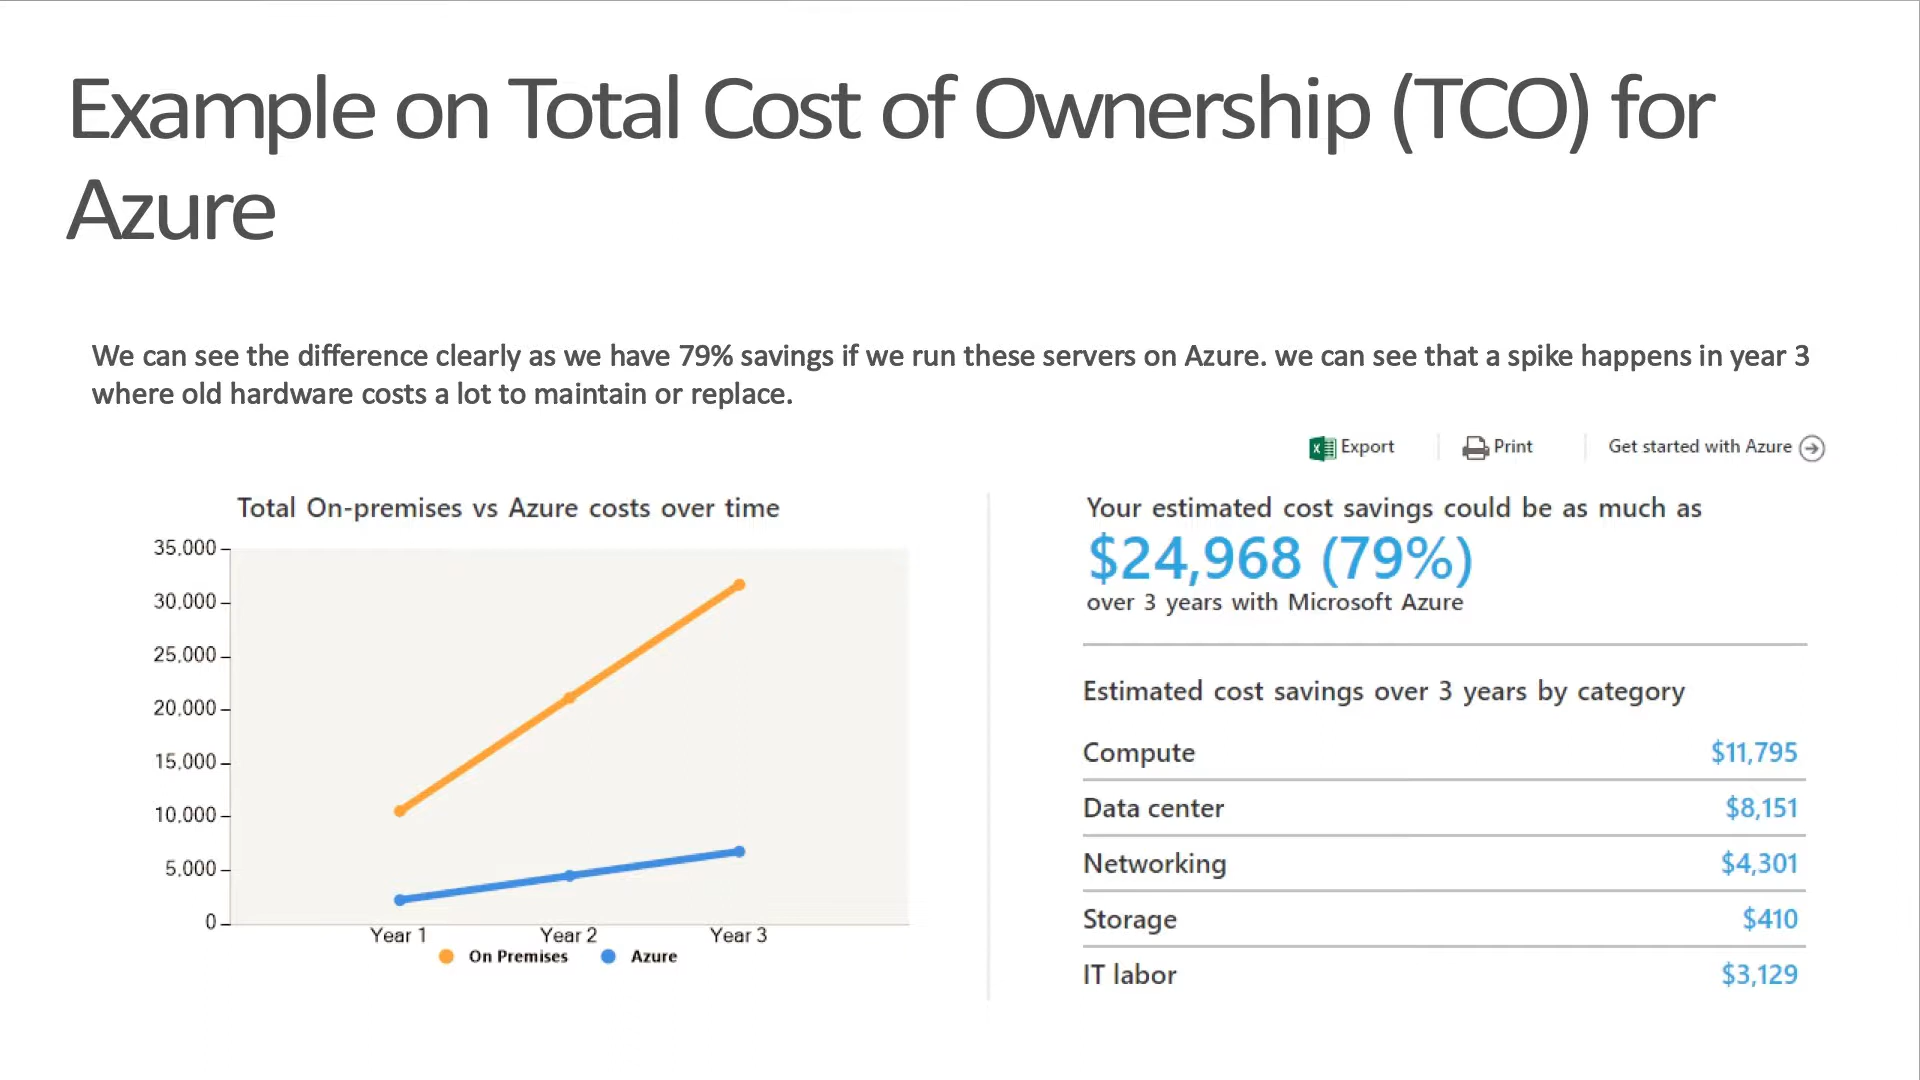 Example on Total Cost of Ownership (TCO) for
Azure
We can see the difference clearly as we have 79% savings if we run these servers on Azure. we can see that a spike happens in year 3
where old hardware costs a lot to maintain or replace.
Export
Print
Get started with Azure
Total On-premises vs Azure costs over time
35,000
30,000
25,000
20,000
15,000
10,000
5,000
0
Year 1 Year 2 Year 3
On Premises Azure
Your estimated cost savings could be as much as
$24,968 (79%)
over 3 years with Microsoft Azure
Estimated cost savings over 3 years by category
Compute $11,795
Data center $8,151
Networking $4,301
Storage $410
IT labor $3,129